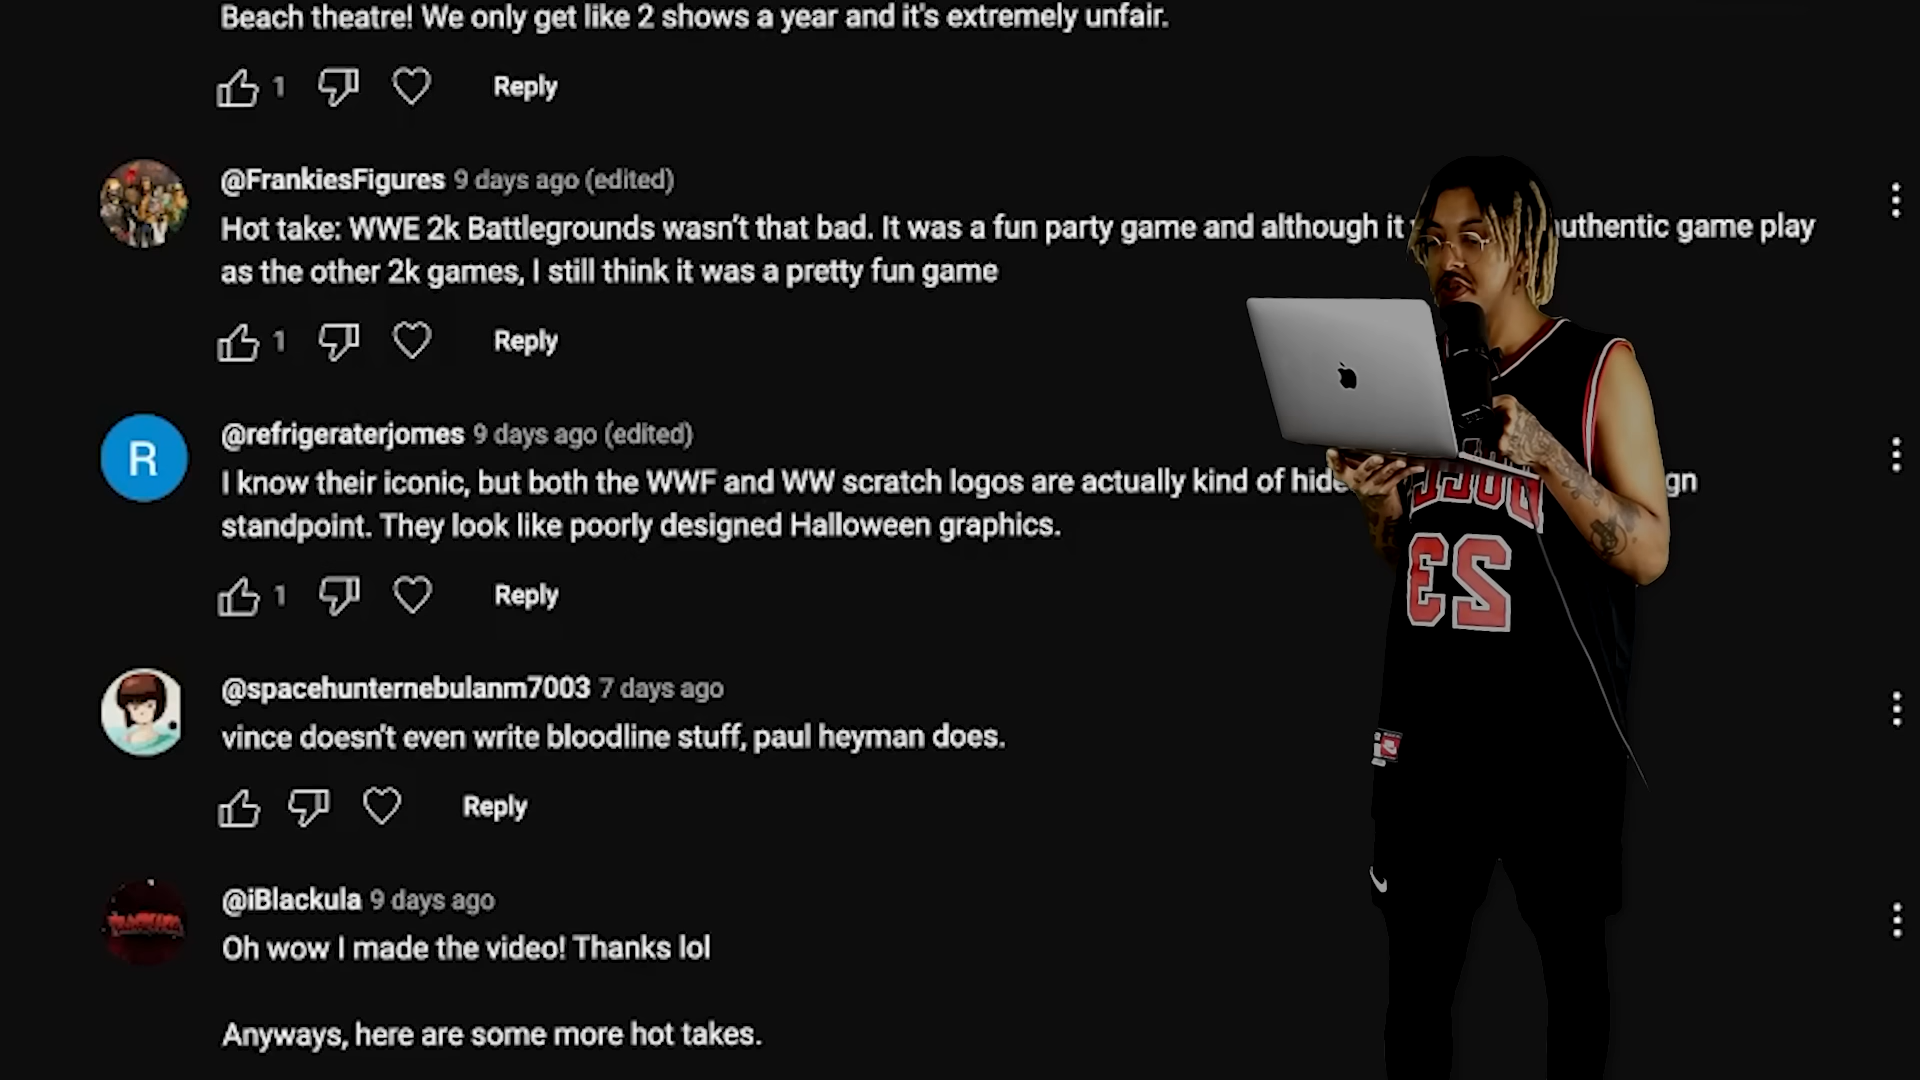 Beach theatre! We only get like 2 shows a year and it's extremely unfair.
1 Reply
@FrankiesFigures 9 days ago (edited)
Hot take: WWE 2k Battlegrounds wasn't that bad. It was a fun party game and although it uthentic game play
as the other 2k games, I still think it was a pretty fun game
1 Reply
R
@refrigeraterjomes 9 days ago (edited)
I know their iconic, but both the WWF and WW scratch logos are actually kind of hide gn
standpoint. They look like poorly designed Halloween graphics.
1 Reply
23
@spacehunternebulanm7003 7 days ago
vince doesn't even write bloodline stuff, paul heyman does.
Reply
@iBlackula 9 days ago
Oh wow I made the video! Thanks lol
Anyways, here are some more hot takes.